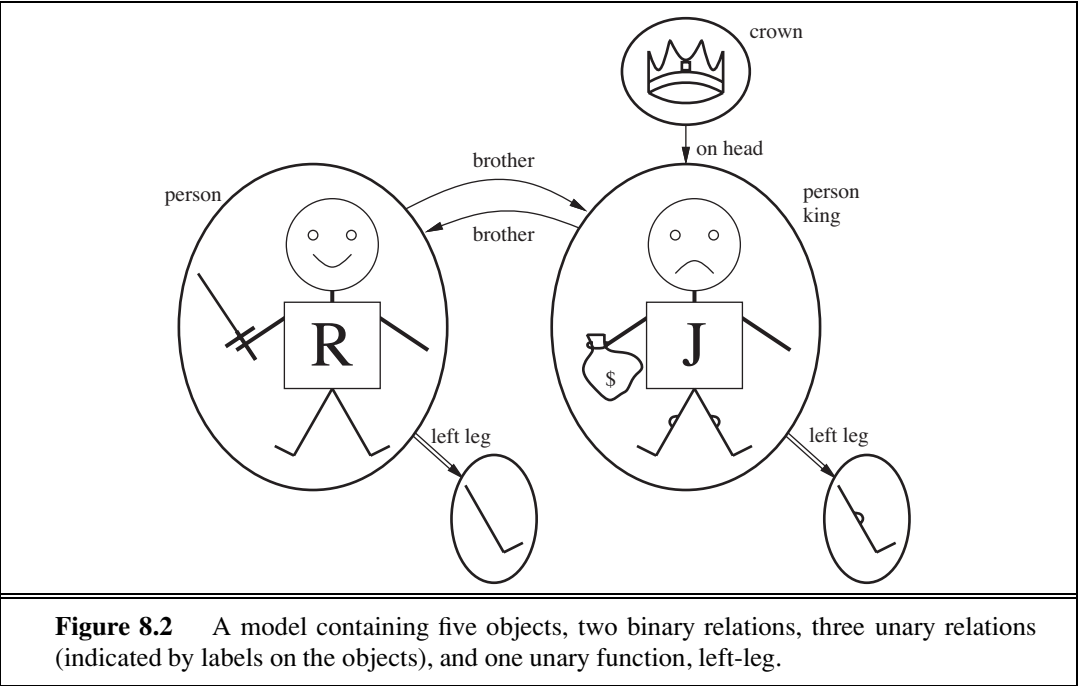 crown
on head
brother
person
person
king
brother
R
J
$
left leg
left leg
Figure 8.2 A model containing five objects, two binary relations, three unary relations
(indicated by labels on the objects), and one unary function, left-leg.